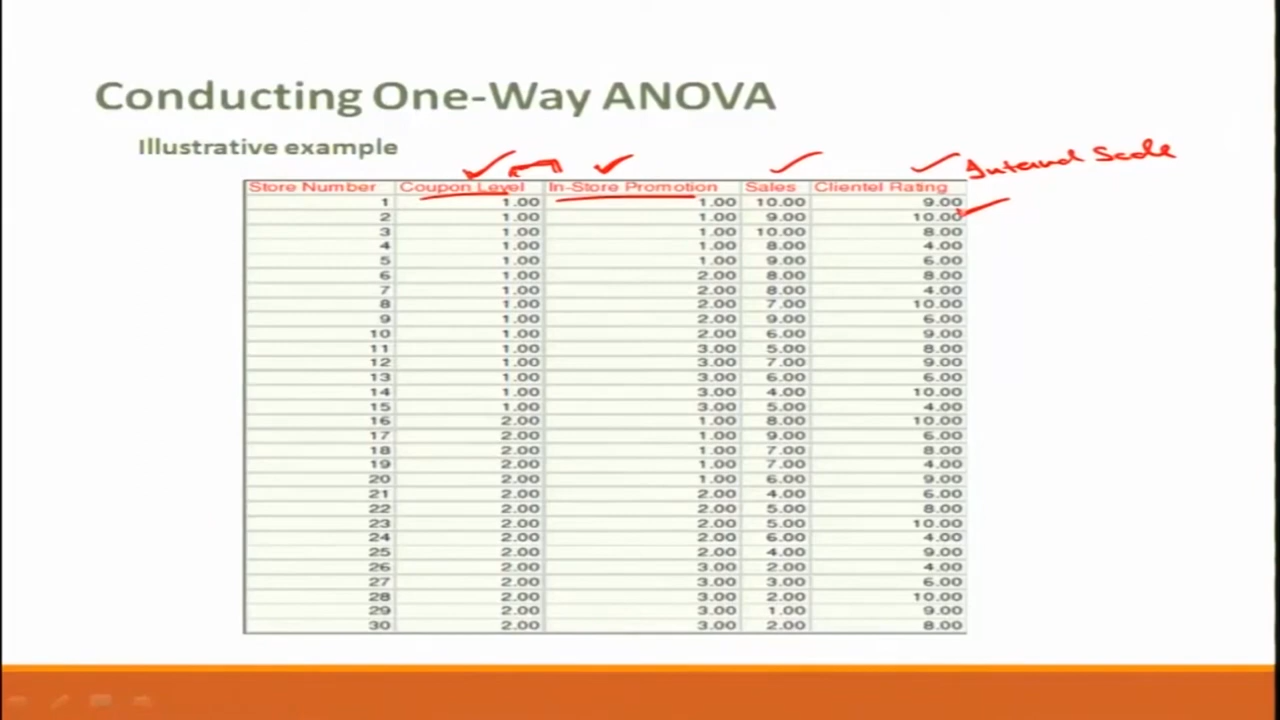 Conducting One-Way ANOVA
Illustrative example
Interval Scale
Store Number Coupon Level In-Store Promotion Sales Clientel Rating
1 1.00 1.00 10.00 9.00
2 1.00 1.00 9.00 10.00
3 1.00 1.00 10.00 8.00
4 1.00 1.00 8.00 4.00
5 1.00 1.00 9.00 6.00
6 1.00 2.00 8.00 8.00
7 1.00 2.00 8.00 4.00
8 1.00 2.00 7.00 10.00
9 1.00 2.00 9.00 6.00
10 1.00 2.00 6.00 9.00
11 1.00 3.00 5.00 8.00
12 1.00 3.00 7.00 9.00
13 1.00 3.00 6.00 6.00
14 1.00 3.00 4.00 10.00
15 1.00 3.00 5.00 4.00
16 2.00 1.00 8.00 10.00
17 2.00 1.00 9.00 6.00
18 2.00 1.00 7.00 8.00
19 2.00 1.00 7.00 4.00
20 2.00 1.00 6.00 9.00
21 2.00 2.00 4.00 6.00
22 2.00 2.00 5.00 8.00
23 2.00 2.00 5.00 10.00
24 2.00 2.00 6.00 4.00
25 2.00 2.00 4.00 9.00
26 2.00 3.00 2.00 4.00
27 2.00 3.00 3.00 6.00
28 2.00 3.00 2.00 10.00
29 2.00 3.00 1.00 9.00
30 2.00 3.00 2.00 8.00